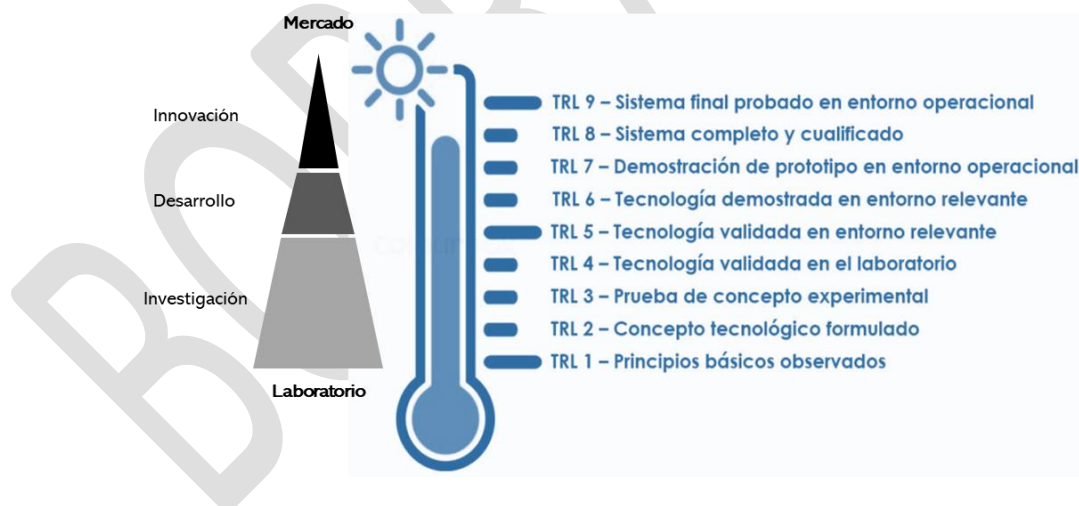 Mercado
Innovación
Desarrollo
Investigación
Laboratorio
TRL 9 – Sistema final probado en entorno operacional
TRL 8 – Sistema completo y cualificado
TRL 7 – Demostración de prototipo en entorno operacional
TRL 6 – Tecnología demostrada en entorno relevante
TRL 5 – Tecnología validada en entorno relevante
TRL 4 – Tecnología validada en el laboratorio
TRL 3 – Prueba de concepto experimental
TRL 2 – Concepto tecnológico formulado
TRL 1 – Principios básicos observados